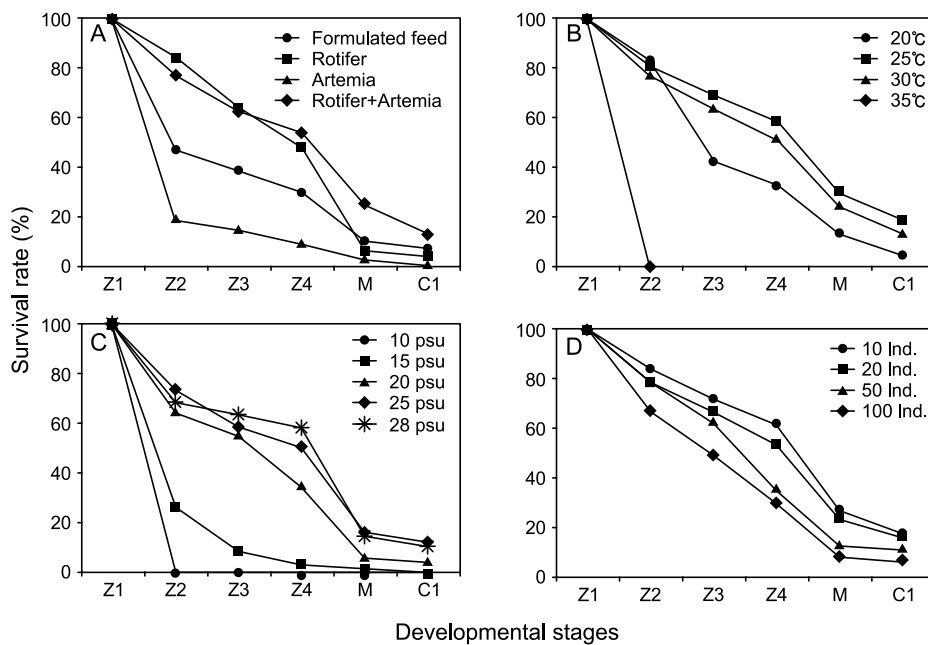 Survival rate (%)
A
Formulated feed
Rotifer
Artemia
Rotifer+Artemia
100
80
60
40
20
0
Z1 Z2 Z3 Z4 M C1
B
20℃
25℃
30℃
35℃
100
80
60
40
20
0
Z1 Z2 Z3 Z4 M C1
C
10 psu
15 psu
20 psu
25 psu
28 psu
100
80
60
40
20
0
Z1 Z2 Z3 Z4 M C1
D
10 Ind.
20 Ind.
50 Ind.
100 Ind.
100
80
60
40
20
0
Z1 Z2 Z3 Z4 M C1
Developmental stages